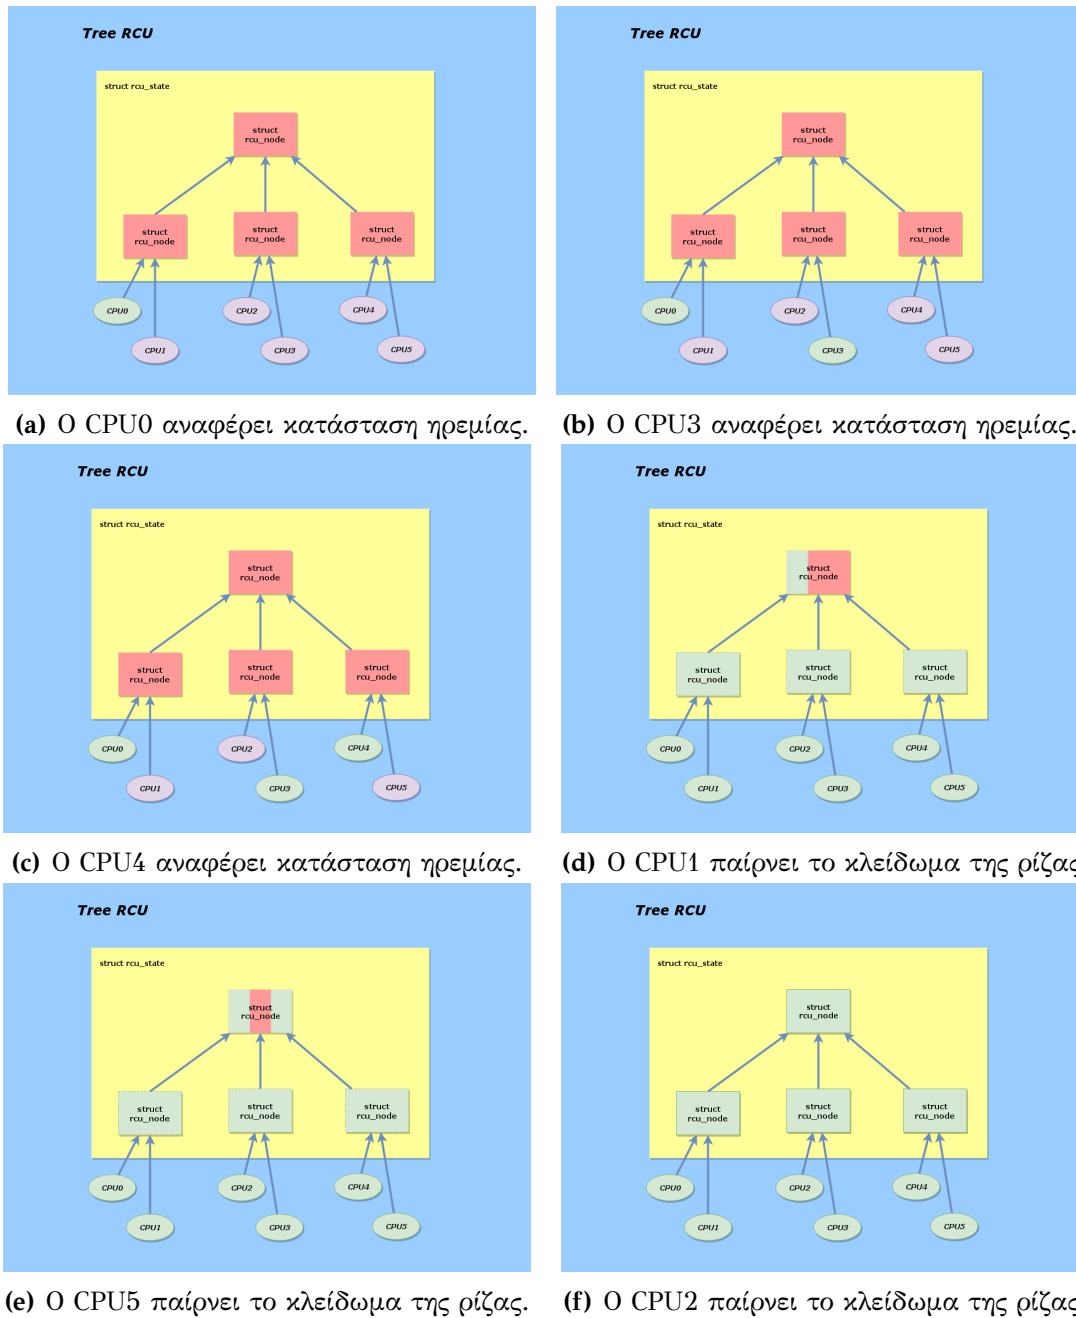 Tree RCU
struct rcu_state
struct
rcu_node
struct
rcu_node
struct
rcu_node
struct
rcu_node
CPU0
CPU2
CPU4
CPU1
CPU3
CPU5
(a) Ο CPU0 αναφέρει κατάσταση ηρεμίας.
Tree RCU
struct rcu_state
struct
rcu_node
struct
rcu_node
struct
rcu_node
struct
rcu_node
CPU0
CPU2
CPU4
CPU1
CPU3
CPU5
(b) Ο CPU3 αναφέρει κατάσταση ηρεμίας.
Tree RCU
struct rcu_state
struct
rcu_node
struct
rcu_node
struct
rcu_node
struct
rcu_node
CPU0
CPU2
CPU4
CPU1
CPU3
CPU5
(c) Ο CPU4 αναφέρει κατάσταση ηρεμίας.
Tree RCU
struct rcu_state
struct
rcu_node
struct
rcu_node
struct
rcu_node
struct
rcu_node
CPU0
CPU2
CPU4
CPU1
CPU3
CPU5
(d) Ο CPU1 παίρνει το κλείδωμα της ρίζας
Tree RCU
struct rcu_state
struct
rcu_node
struct
rcu_node
struct
rcu_node
struct
rcu_node
CPU0
CPU2
CPU4
CPU1
CPU3
CPU5
(e) Ο CPU5 παίρνει το κλείδωμα της ρίζας.
Tree RCU
struct rcu_state
struct
rcu_node
struct
rcu_node
struct
rcu_node
struct
rcu_node
CPU0
CPU2
CPU4
CPU1
CPU3
CPU5
(f) Ο CPU2 παίρνει το κλείδωμα της ρίζας